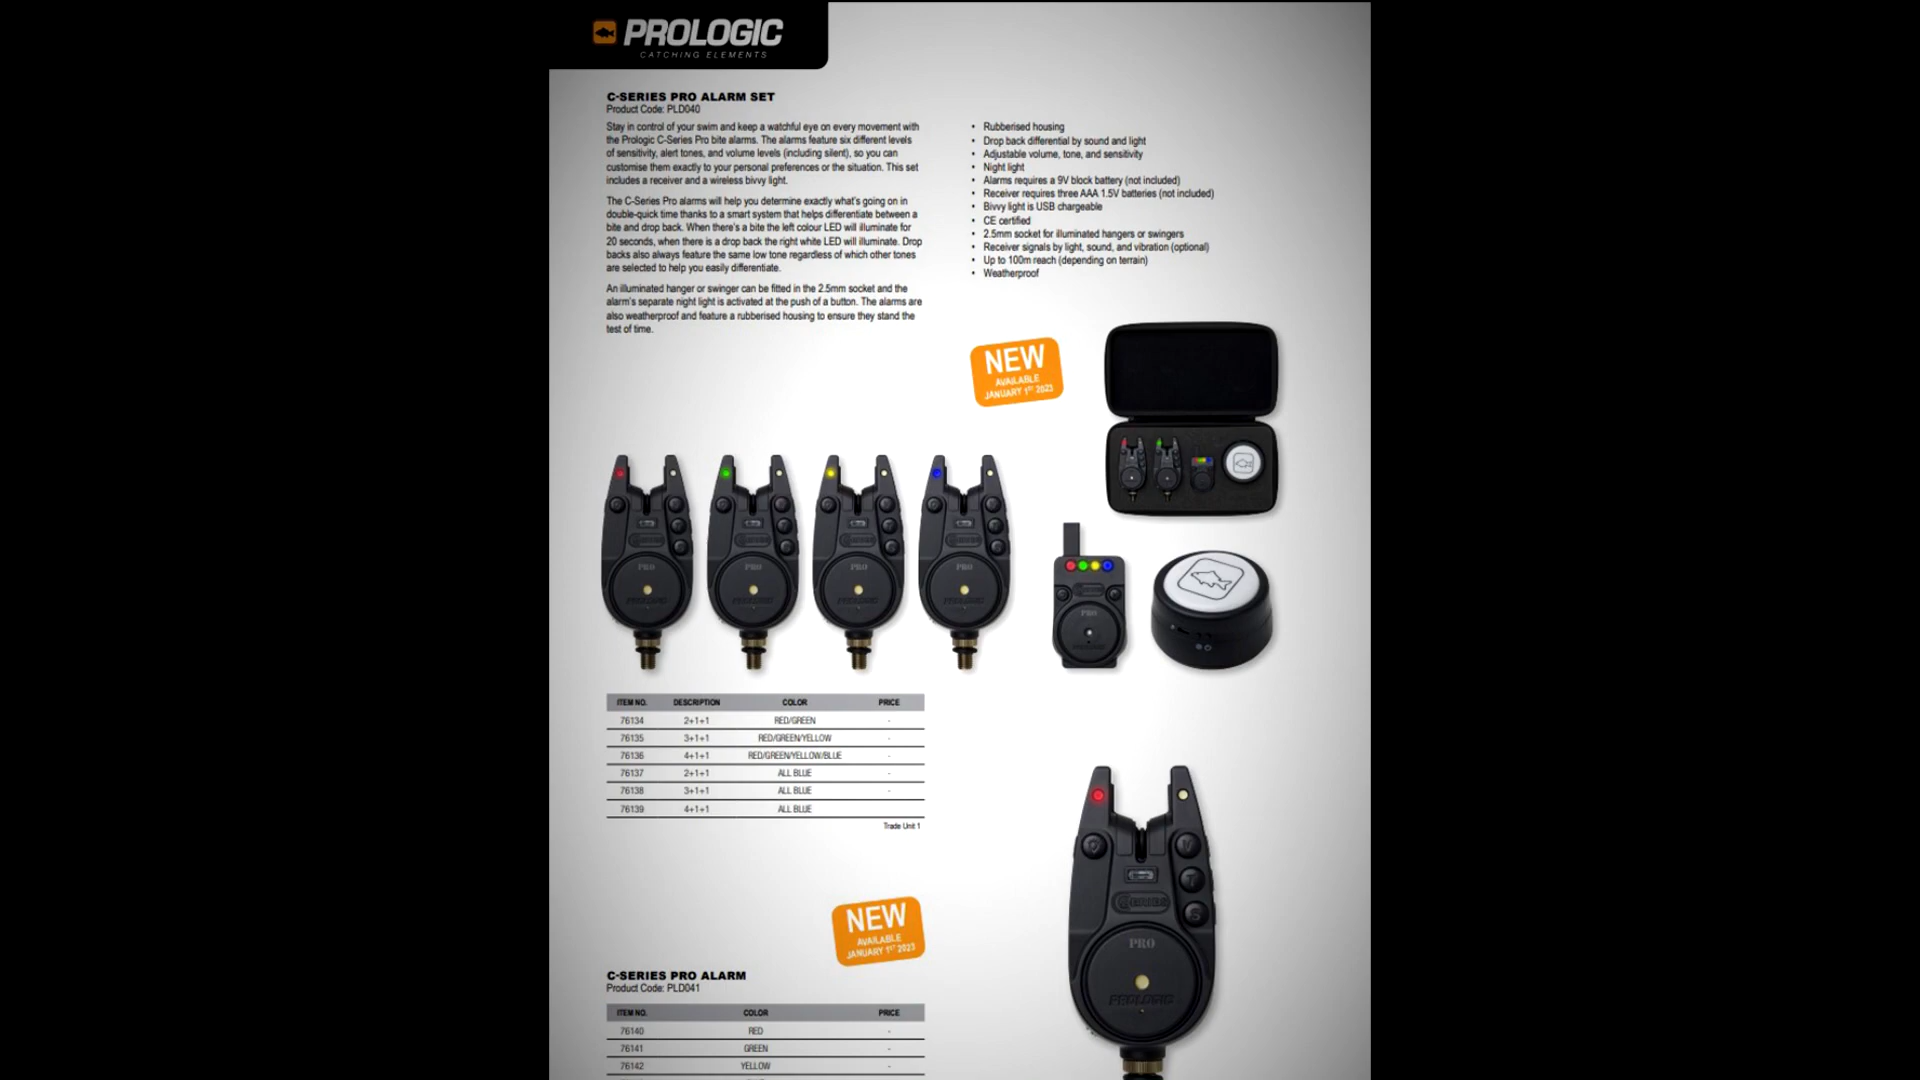 PROLOGIC
CATCHING ELEMENTS
C-SERIES PRO ALARM SET
Product Code: PLD040
Stay in control of your swim and keep a watchful eye on every movement with
the Prologic C-Series Pro bite alarms. The alarms feature six different levels
of sensitivity, alert tones, and volume levels (including silent), so you can
customise them exactly to your personal preferences or the situation. This set
includes a receiver and a wireless bivvy light.
The C-Series Pro alarms will help you determine exactly what's going on in
double-quick time thanks to a smart system that helps differentiate between a
bite and drop back. When there's a bite the left colour LED will illuminate for
20 seconds, when there is a drop back the right white LED will illuminate. Drop
backs also always feature the same low tone regardless of which other tones
are selected to help you easily differentiate.
An illuminated hanger or swinger can be fitted in the 2.5mm socket and the
alarm's separate night light is activated at the push of a button. The alarms are
also weatherproof and feature a rubberised housing to ensure they stand the
test of time.
• Rubberised housing
• Drop back differential by sound and light
• Adjustable volume, tone, and sensitivity
• Night light
• Alarms requires a 9V block battery (not included)
• Receiver requires three AAA 1.5V batteries (not included)
• Bivvy light is USB chargeable
• CE certified
• 2.5mm socket for illuminated hangers or swingers
• Receiver signals by light, sound, and vibration (optional)
• Up to 100m reach (depending on terrain)
• Weatherproof
NEW
AVAILABLE
JANUARY 1ST 2023
PRO PRO PRO PRO
PROLOGIC PROLOGIC PROLOGIC PROLOGIC
PRO
ITEM NO. DESCRIPTION COLOR PRICE
76134 2+1+1 RED/GREEN -
76135 3+1+1 RED/GREEN/YELLOW -
76136 4+1+1 RED/GREEN/YELLOW/BLUE -
76137 2+1+1 ALL BLUE -
76138 3+1+1 ALL BLUE -
76139 4+1+1 ALL BLUE
Trade Unit 1
NEW
AVAILABLE
JANUARY 1ST 2023
C-SERIES PRO ALARM
Product Code: PLD041
ITEM NO. COLOR PRICE
76140 RED -
76141 GREEN -
76142 YELLOW -
V
T
S
PRO
PROLOGIC